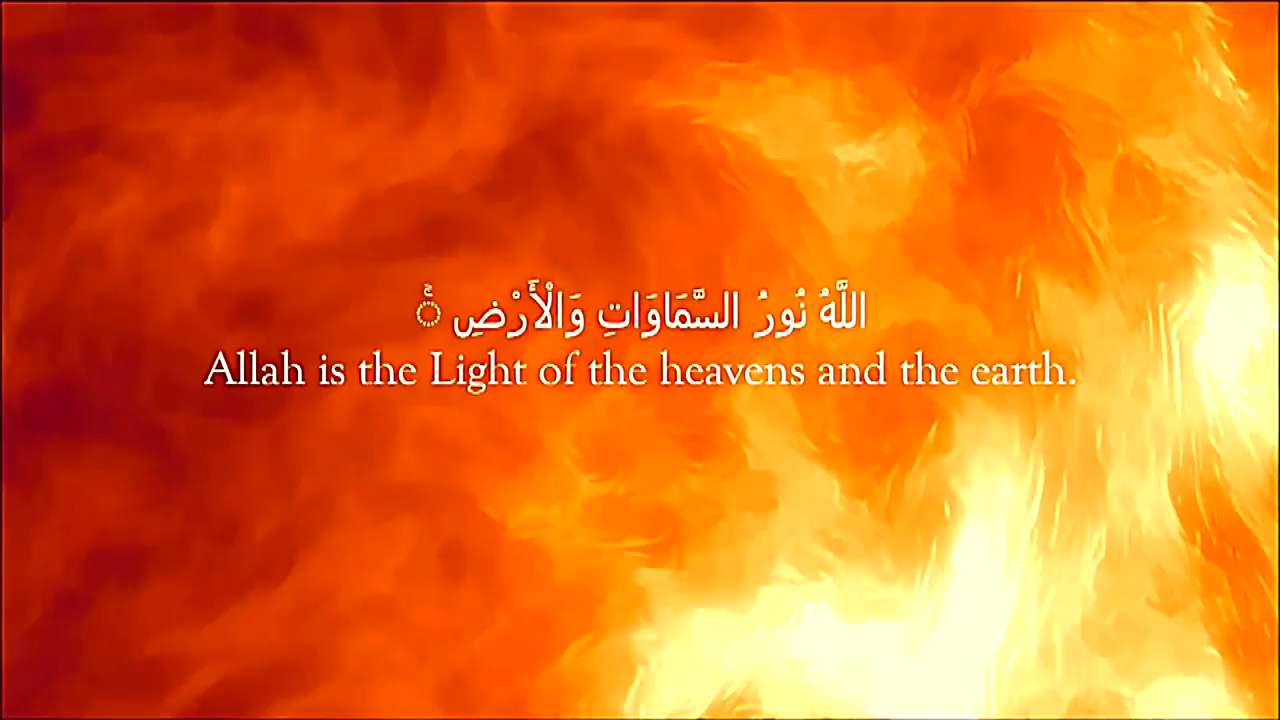 اللَّهُ نُورُ السَّمَاوَاتِ وَالْأَرْضِ ۚ
Allah is the Light of the heavens and the earth.